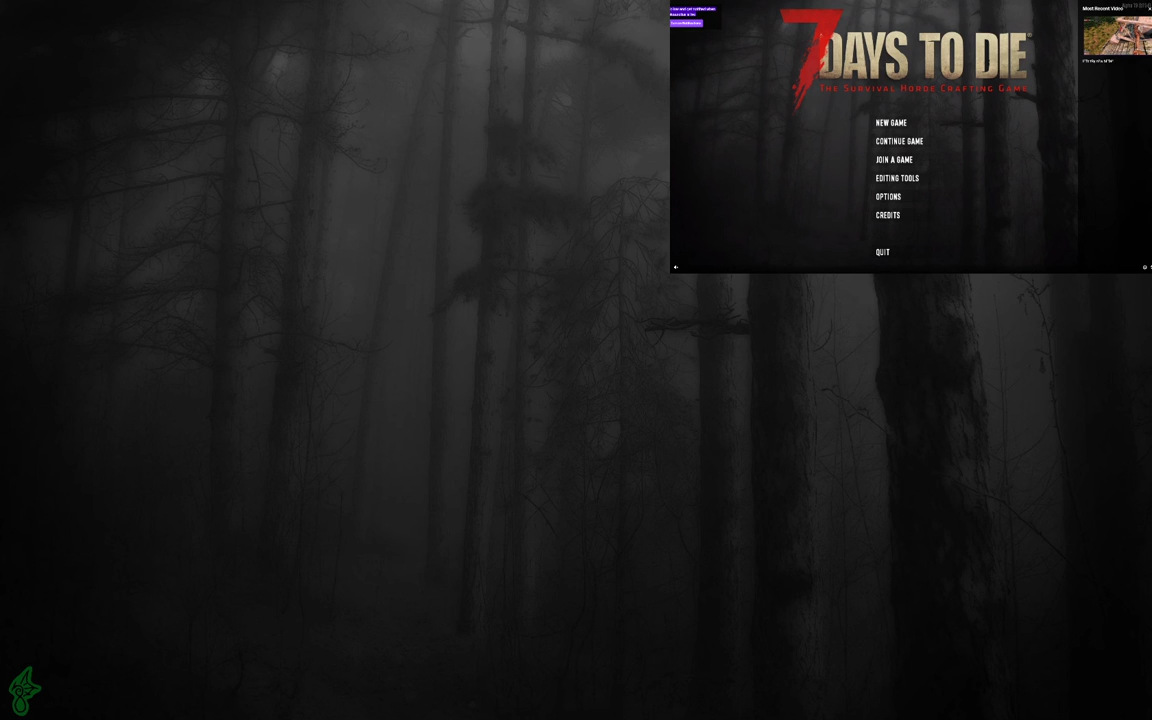 7 DAYS TO DIE
THE SURVIVAL HORDE CRAFTING GAME
Most Recent Video
NEW GAME
CONTINUE GAME
JOIN A GAME
EDITING TOOLS
OPTIONS
CREDITS
QUIT